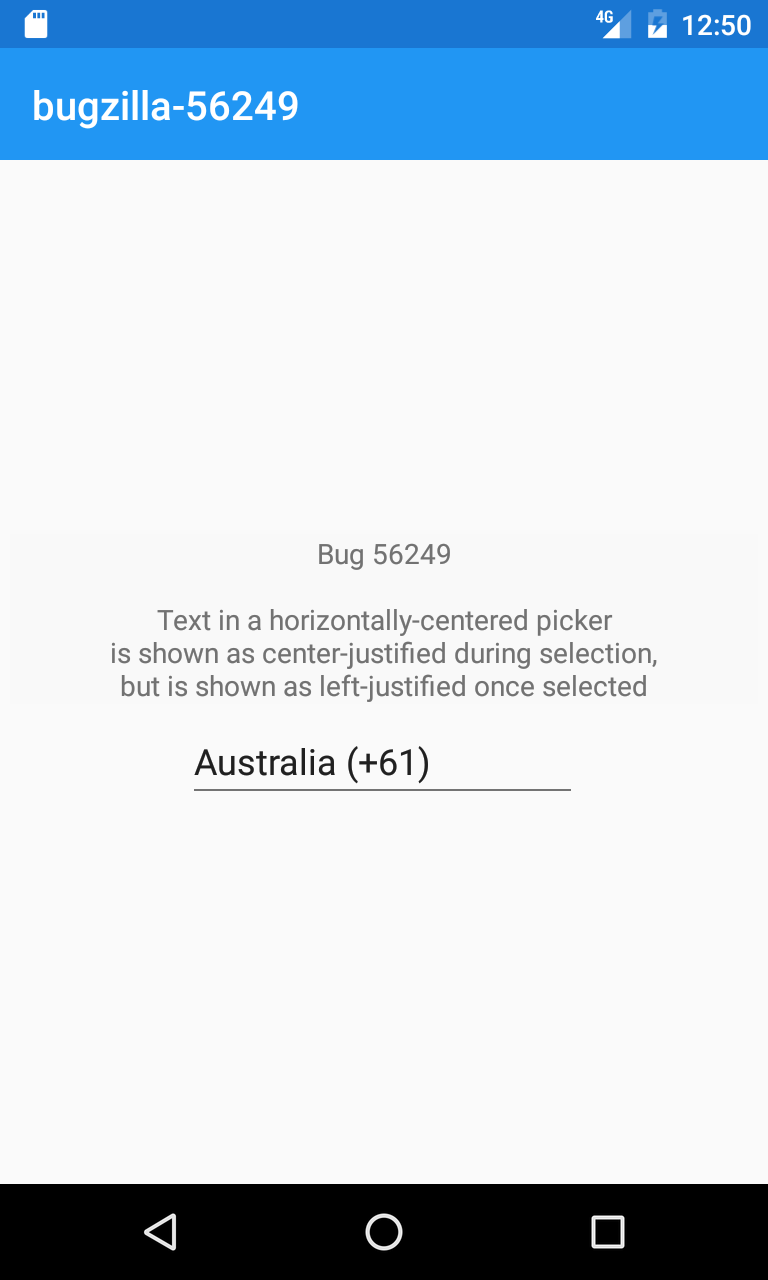 4G 12:50
bugzilla-56249
Bug 56249
Text in a horizontally-centered picker
is shown as center-justified during selection,
but is shown as left-justified once selected
Australia (+61)